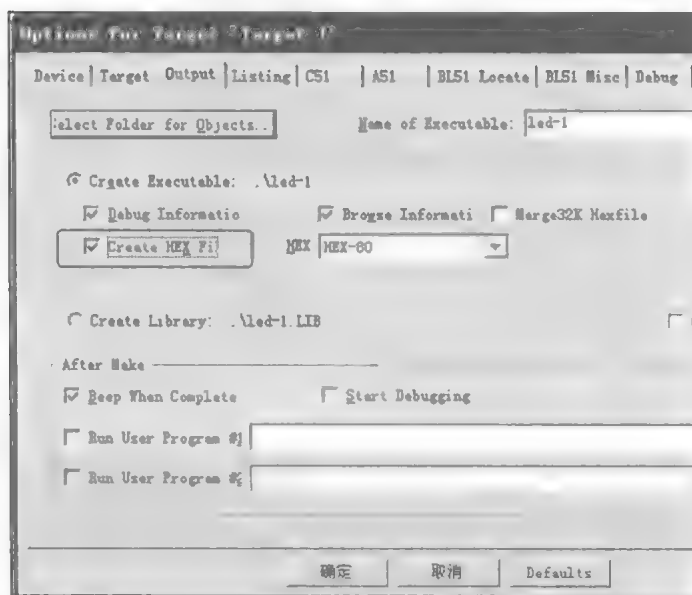 Options for Target 'Target 1'
Device Target Output Listing C51 A51 BL51 Locate BL51 Misc Debug
elect Folder for Objects.. Name of Executable: led-1
Create Executable: .\led-1
Debug Informatio Browse Informati Merge32K Hexfile
Create HEX Fi HEX HEX-80
Create Library: .\led-1.LIB
After Make
Beep When Complete Start Debugging
Run User Program #1
Run User Program #2
确定 取消 Defaults